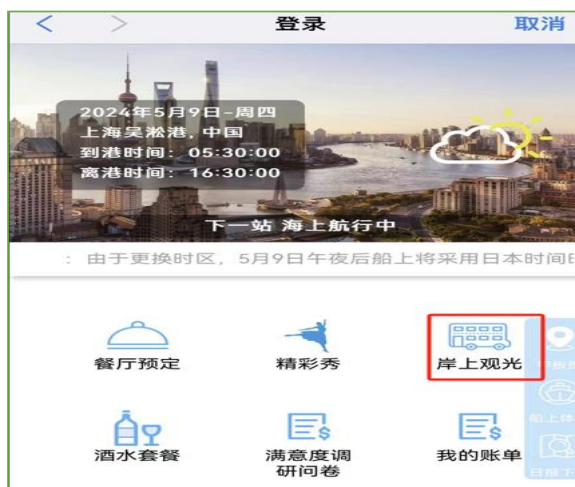 登录
取消
2024年5月9日-周四
上海吴淞港, 中国
到港时间: 05:30:00
离港时间: 16:30:00
下一站 海上航行中
: 由于更换时区, 5月9日午夜后船上将采用日本时间
餐厅预定
精彩秀
岸上观光
酒水套餐
满意度调
研问卷
我的账单
船上体
日报下